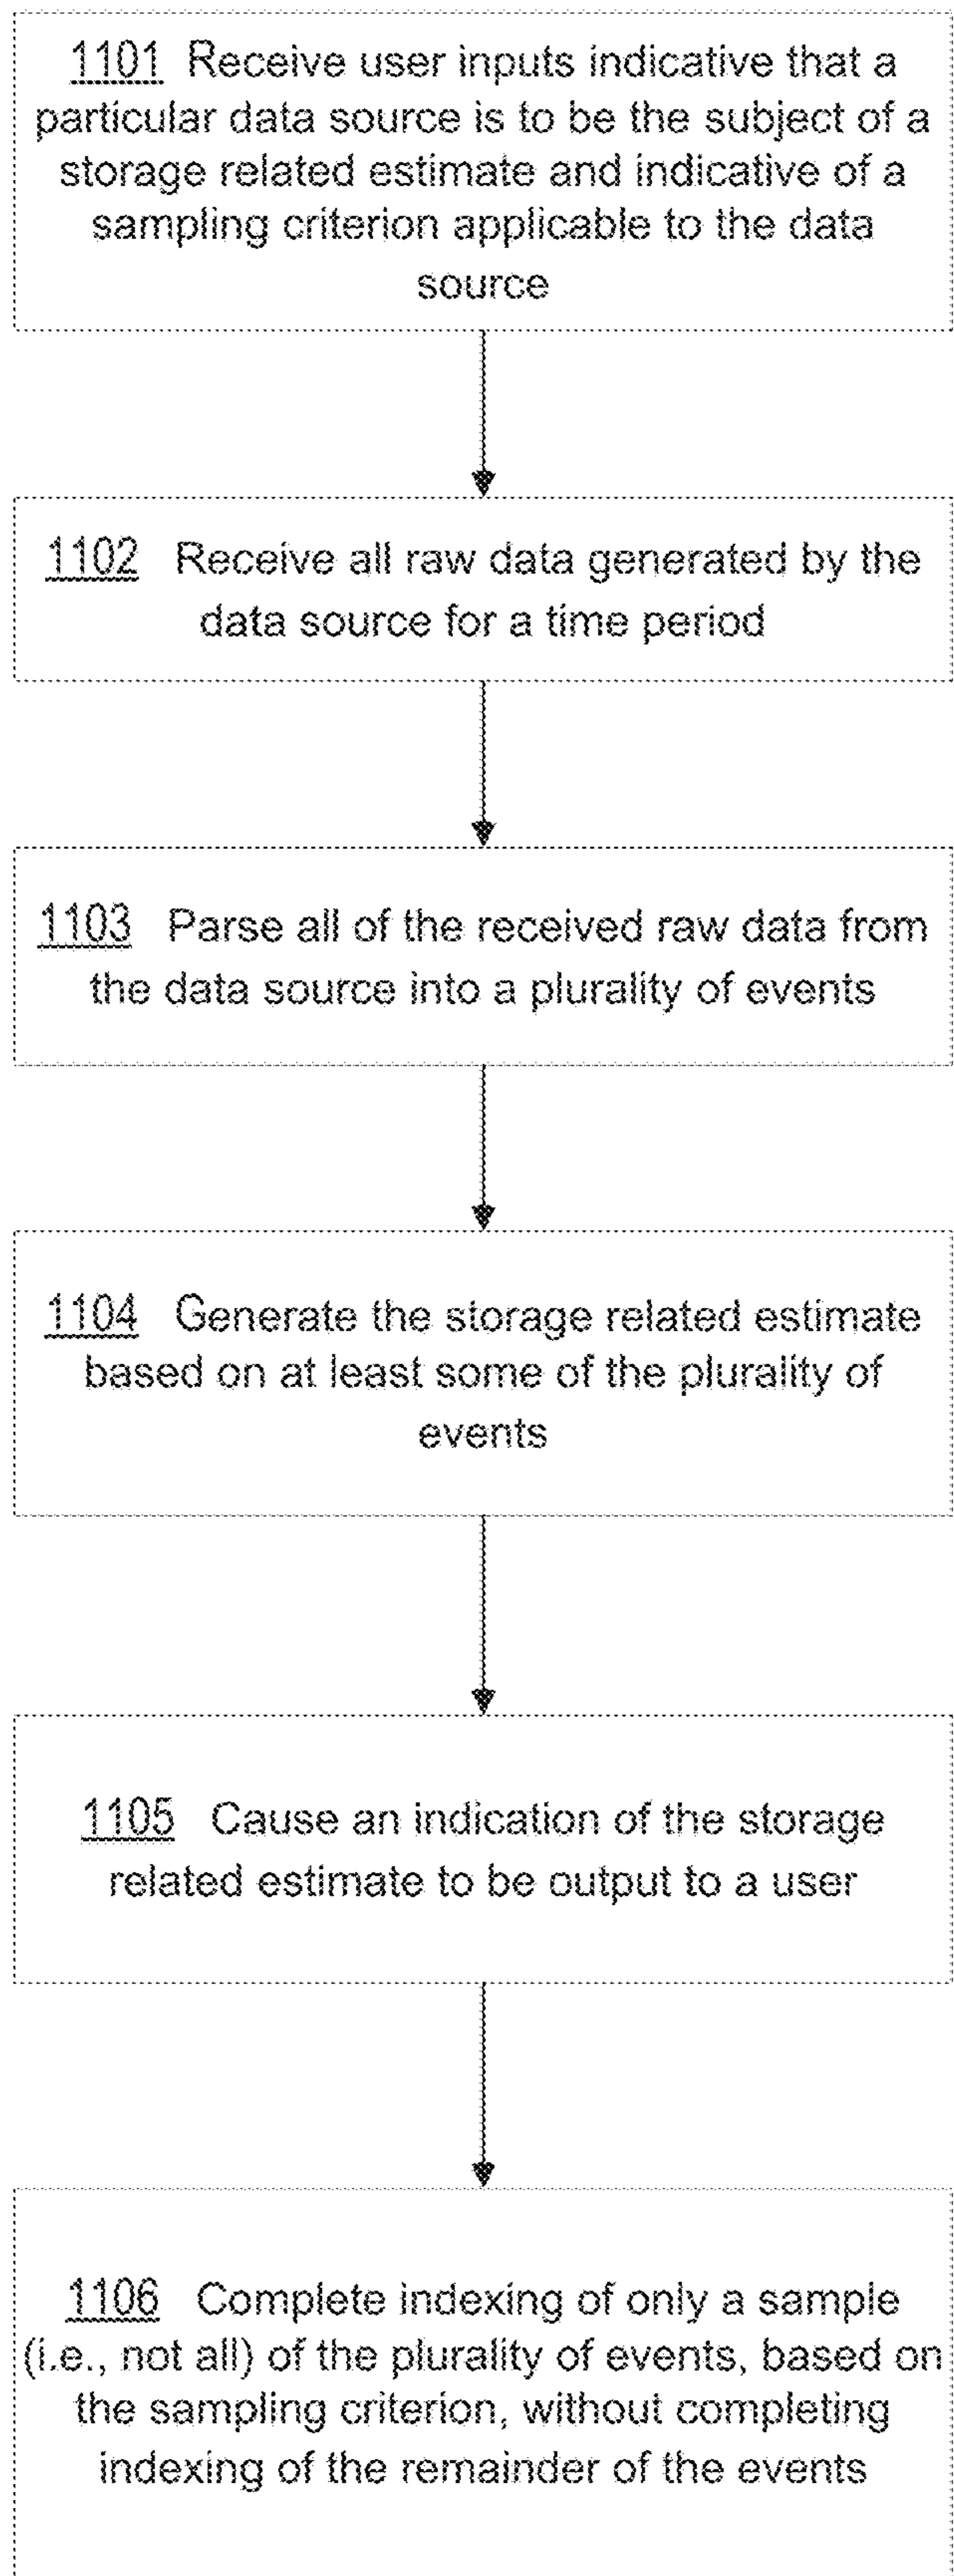 1101 Receive user inputs indicative that a
particular data source is to be the subject of a
storage related estimate and indicative of a
sampling criterion applicable to the data
source
1102 Receive all raw data generated by the
data source for a time period
1103 Parse all of the received raw data from
the data source into a plurality of events
1104 Generate the storage related estimate
based on at least some of the plurality of
events
1105 Cause an indication of the storage
related estimate to be output to a user
1106 Complete indexing of only a sample
(i.e., not all) of the plurality of events, based on
the sampling criterion, without completing
indexing of the remainder of the events